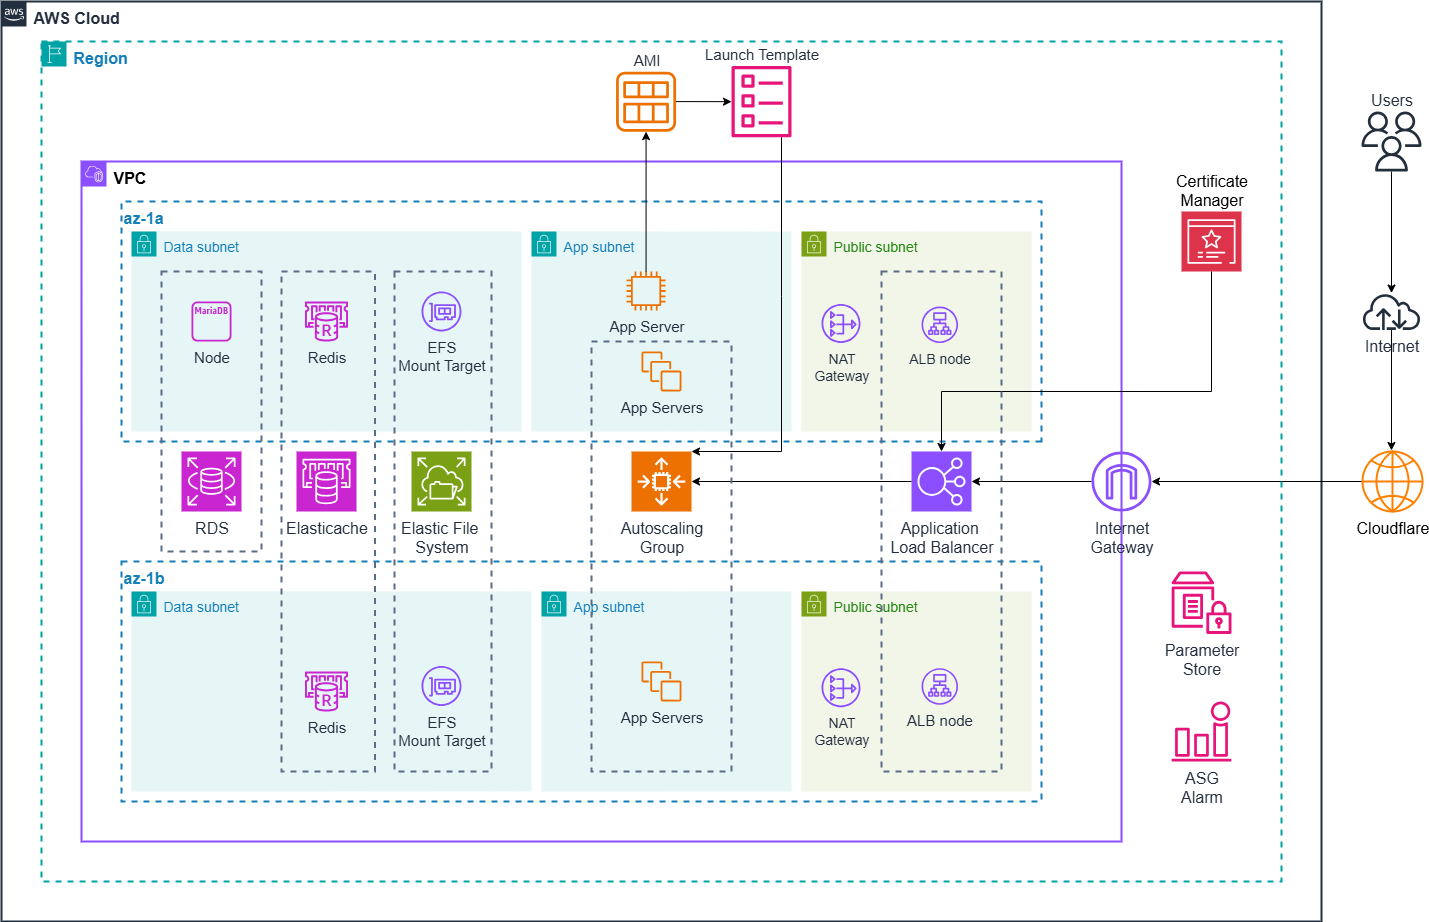 aws
AWS Cloud
Region
AMI
Launch Template
Users
VPC
Certificate
Manager
az-1a
Data subnet
App subnet
Public subnet
MariaDB
Node
R
Redis
EFS
Mount Target
App Server
App Servers
NAT
Gateway
ALB node
Internet
RDS
Elasticache
Elastic File
System
Autoscaling
Group
Application
Load Balancer
Internet
Gateway
Cloudflare
az-1b
Data subnet
App subnet
Public subnet
R
Redis
EFS
Mount Target
App Servers
NAT
Gateway
ALB node
Parameter
Store
ASG
Alarm